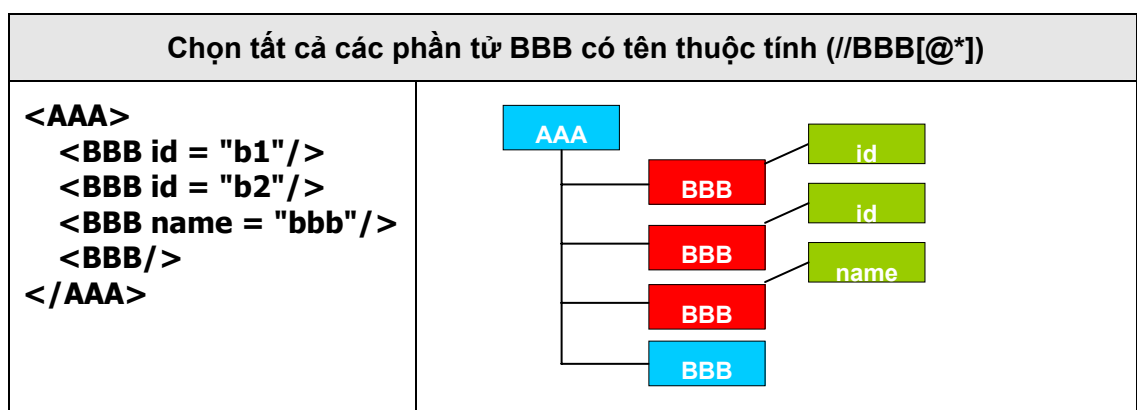 Chọn tất cả các phần tử BBB có tên thuộc tính (//BBB[@*])
<AAA>
<BBB id = "b1"/>
<BBB id = "b2"/>
<BBB name = "bbb"/>
<BBB/>
</AAA>
AAA
id
BBB
id
BBB
name
BBB
BBB